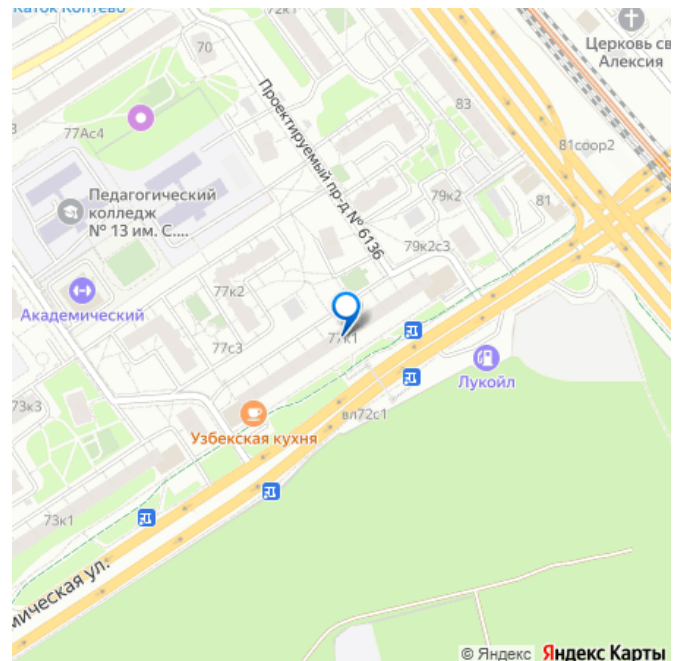 Каток Коптево
72к1
70
Церковь св
Алексия
83
77Ас4
Проектируемый пр-д № 6136
81соор2
Педагогический
колледж
№ 13 им. С....
79к2
81
79к2с3
77к2
Академический
77с3
77к1
Лукойл
73к3
вл72с1
Узбекская кухня
73к1
мическая ул.
© Яндекс Яндекс Карты